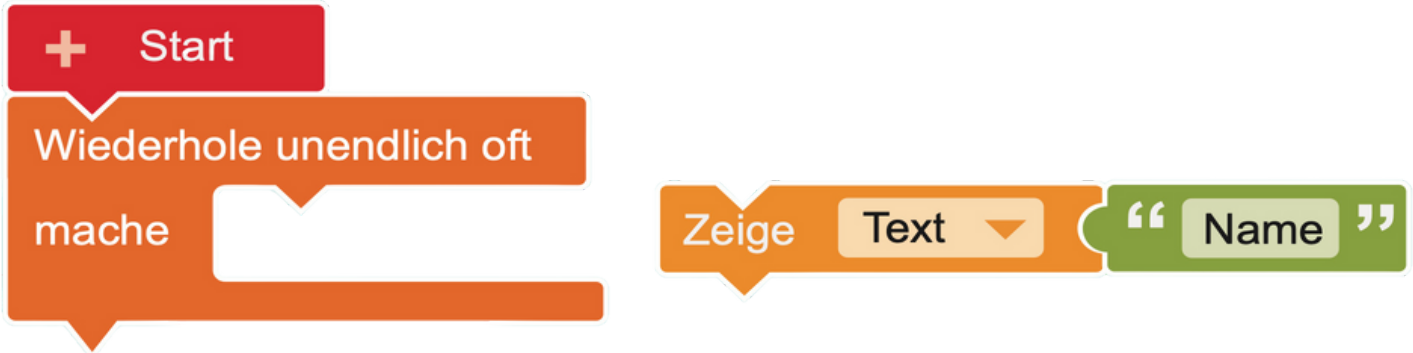 + Start
Wiederhole unendlich oft
mache
Zeige Text “ Name ”